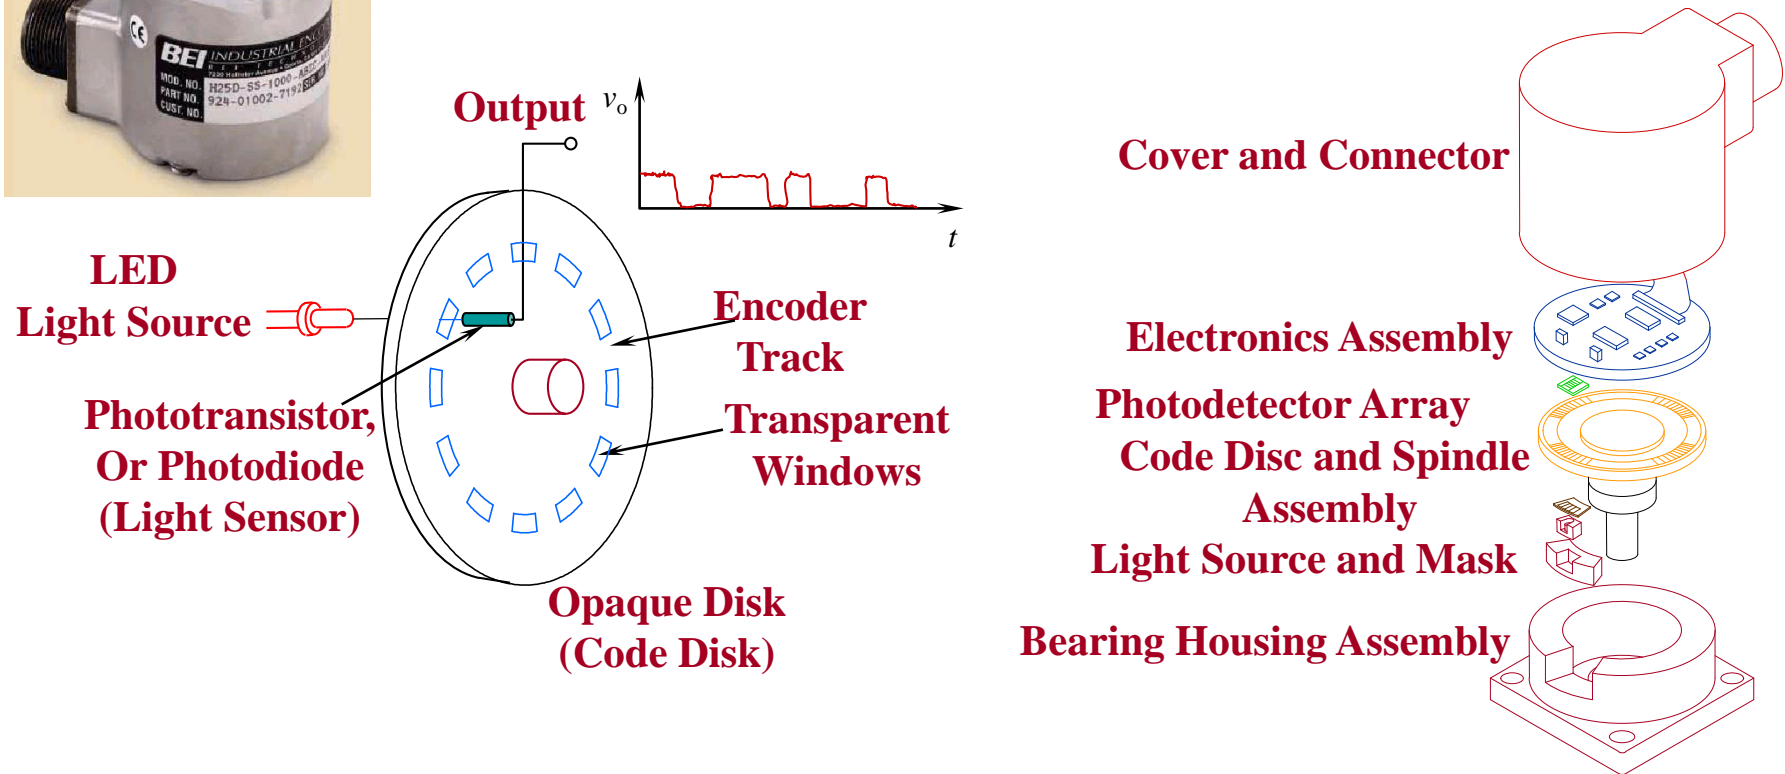 BEI INDUSTRIAL
MOD. NO. H25D-SS-1000-
PART NO. 924-01002-7192
CUST. NO.
Output
vo
t
LED
Light Source
Encoder
Track
Phototransistor,
Or Photodiode
(Light Sensor)
Transparent
Windows
Opaque Disk
(Code Disk)
Cover and Connector
Electronics Assembly
Photodetector Array
Code Disc and Spindle
Assembly
Light Source and Mask
Bearing Housing Assembly